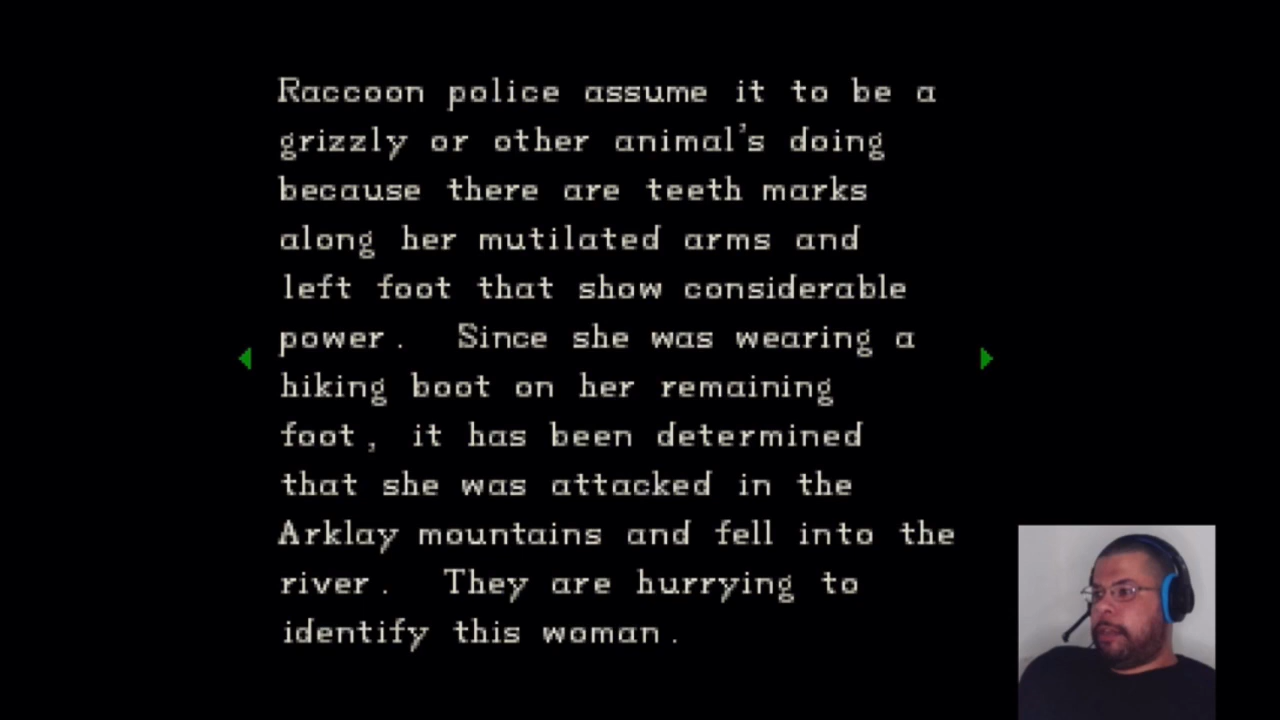 Raccoon police assume it to be a
grizzly or other animal's doing
because there are teeth marks
along her mutilated arms and
left foot that show considerable
power. Since she was wearing a
hiking boot on her remaining
foot, it has been determined
that she was attacked in the
Arklay mountains and fell into the
river. They are hurrying to
identify this woman.